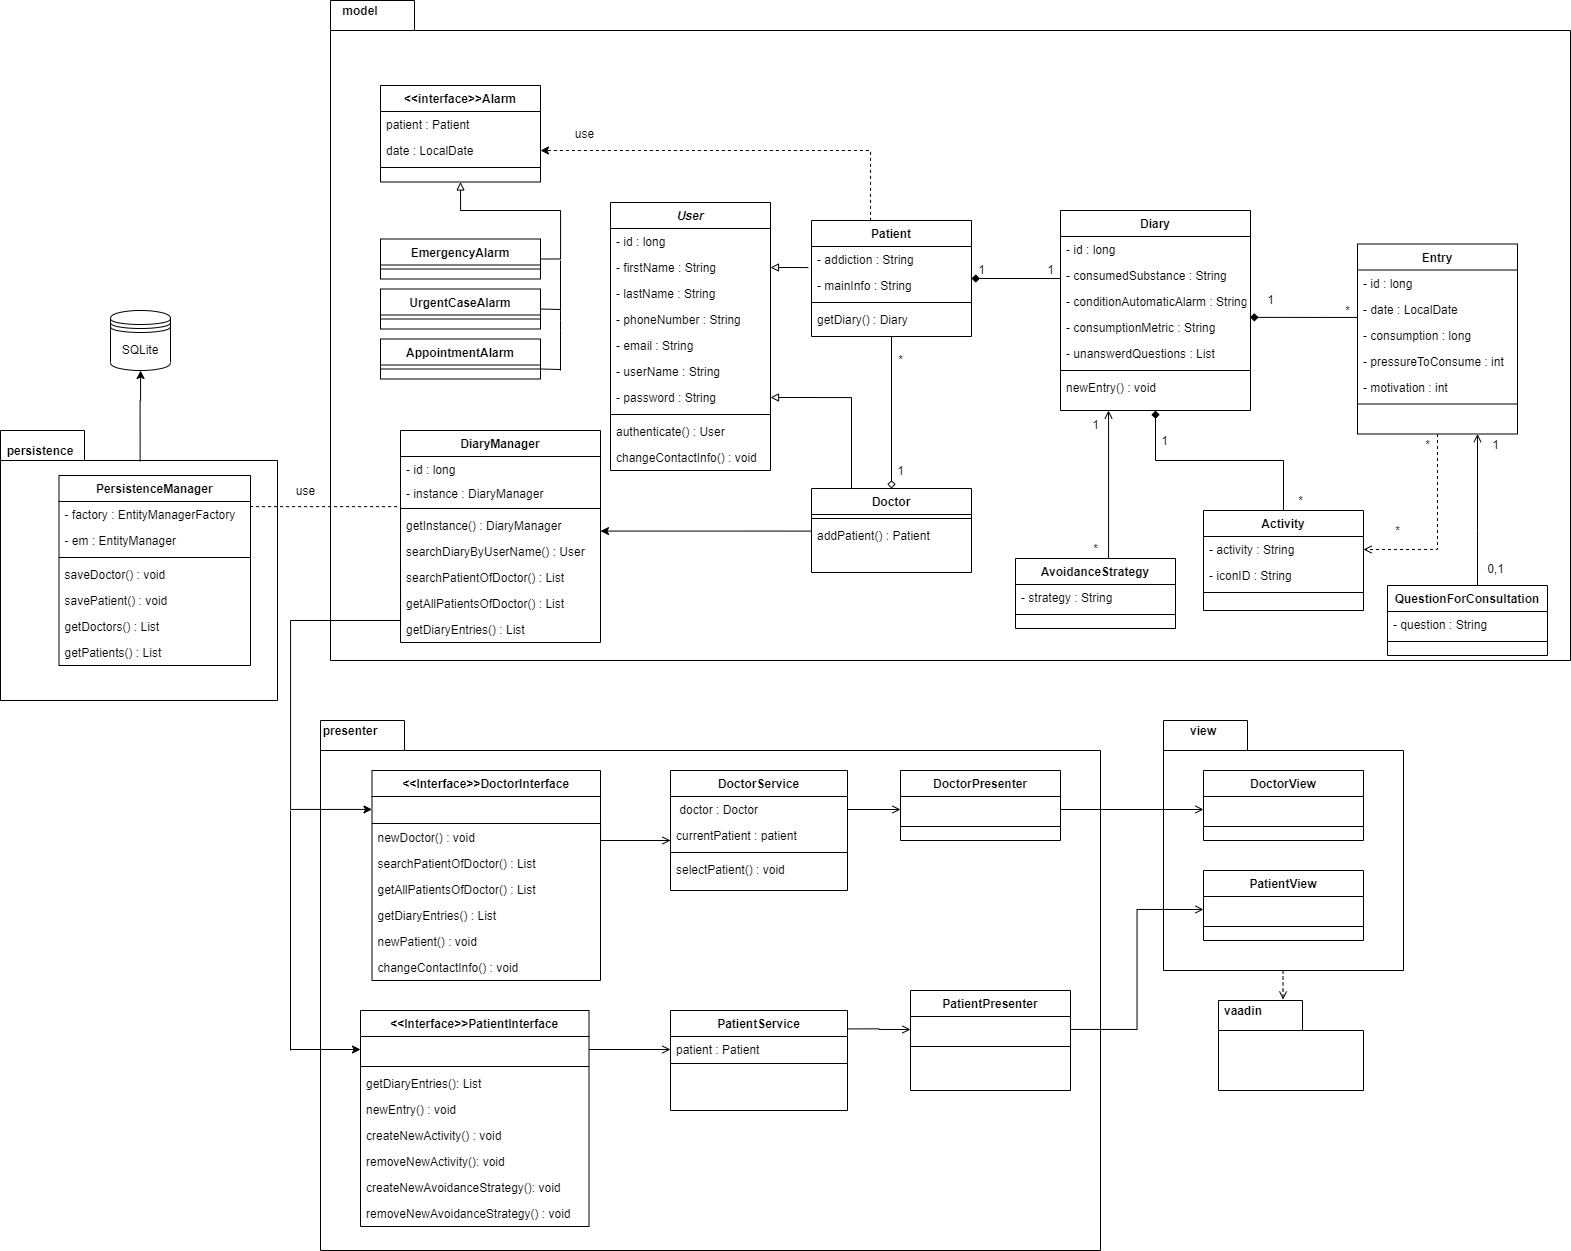 model
<<interface>>Alarm
patient : Patient
date : LocalDate
use
EmergencyAlarm
UrgentCaseAlarm
AppointmentAlarm
User
- id : long
- firstName : String
- lastName : String
- phoneNumber : String
- email : String
- userName : String
- password : String
authenticate() : User
changeContactInfo() : void
Patient
- addiction : String
- mainInfo : String
getDiary() : Diary
1
1
*
1
Diary
- id : long
- consumedSubstance : String
- conditionAutomaticAlarm : String
- consumptionMetric : String
- unanswerdQuestions : List
newEntry() : void
1
*
Entry
- id : long
- date : LocalDate
- consumption : long
- pressureToConsume : int
- motivation : int
1
*
1
*
*
*
1
0,1
Doctor
addPatient() : Patient
AvoidanceStrategy
- strategy : String
Activity
- activity : String
- iconID : String
QuestionForConsultation
- question : String
SQLite
persistence
PersistenceManager
- factory : EntityManagerFactory
- em : EntityManager
saveDoctor() : void
savePatient() : void
getDoctors() : List
getPatients() : List
use
DiaryManager
- id : long
- instance : DiaryManager
getInstance() : DiaryManager
searchDiaryByUserName() : User
searchPatientOfDoctor() : List
getAllPatientsOfDoctor() : List
getDiaryEntries() : List
presenter
<<Interface>>DoctorInterface
newDoctor() : void
searchPatientOfDoctor() : List
getAllPatientsOfDoctor() : List
getDiaryEntries() : List
newPatient() : void
changeContactInfo() : void
DoctorService
doctor : Doctor
currentPatient : patient
selectPatient() : void
DoctorPresenter
<<Interface>>PatientInterface
getDiaryEntries(): List
newEntry() : void
createNewActivity() : void
removeNewActivity(): void
createNewAvoidanceStrategy(): void
removeNewAvoidanceStrategy() : void
PatientService
patient : Patient
PatientPresenter
view
DoctorView
PatientView
vaadin